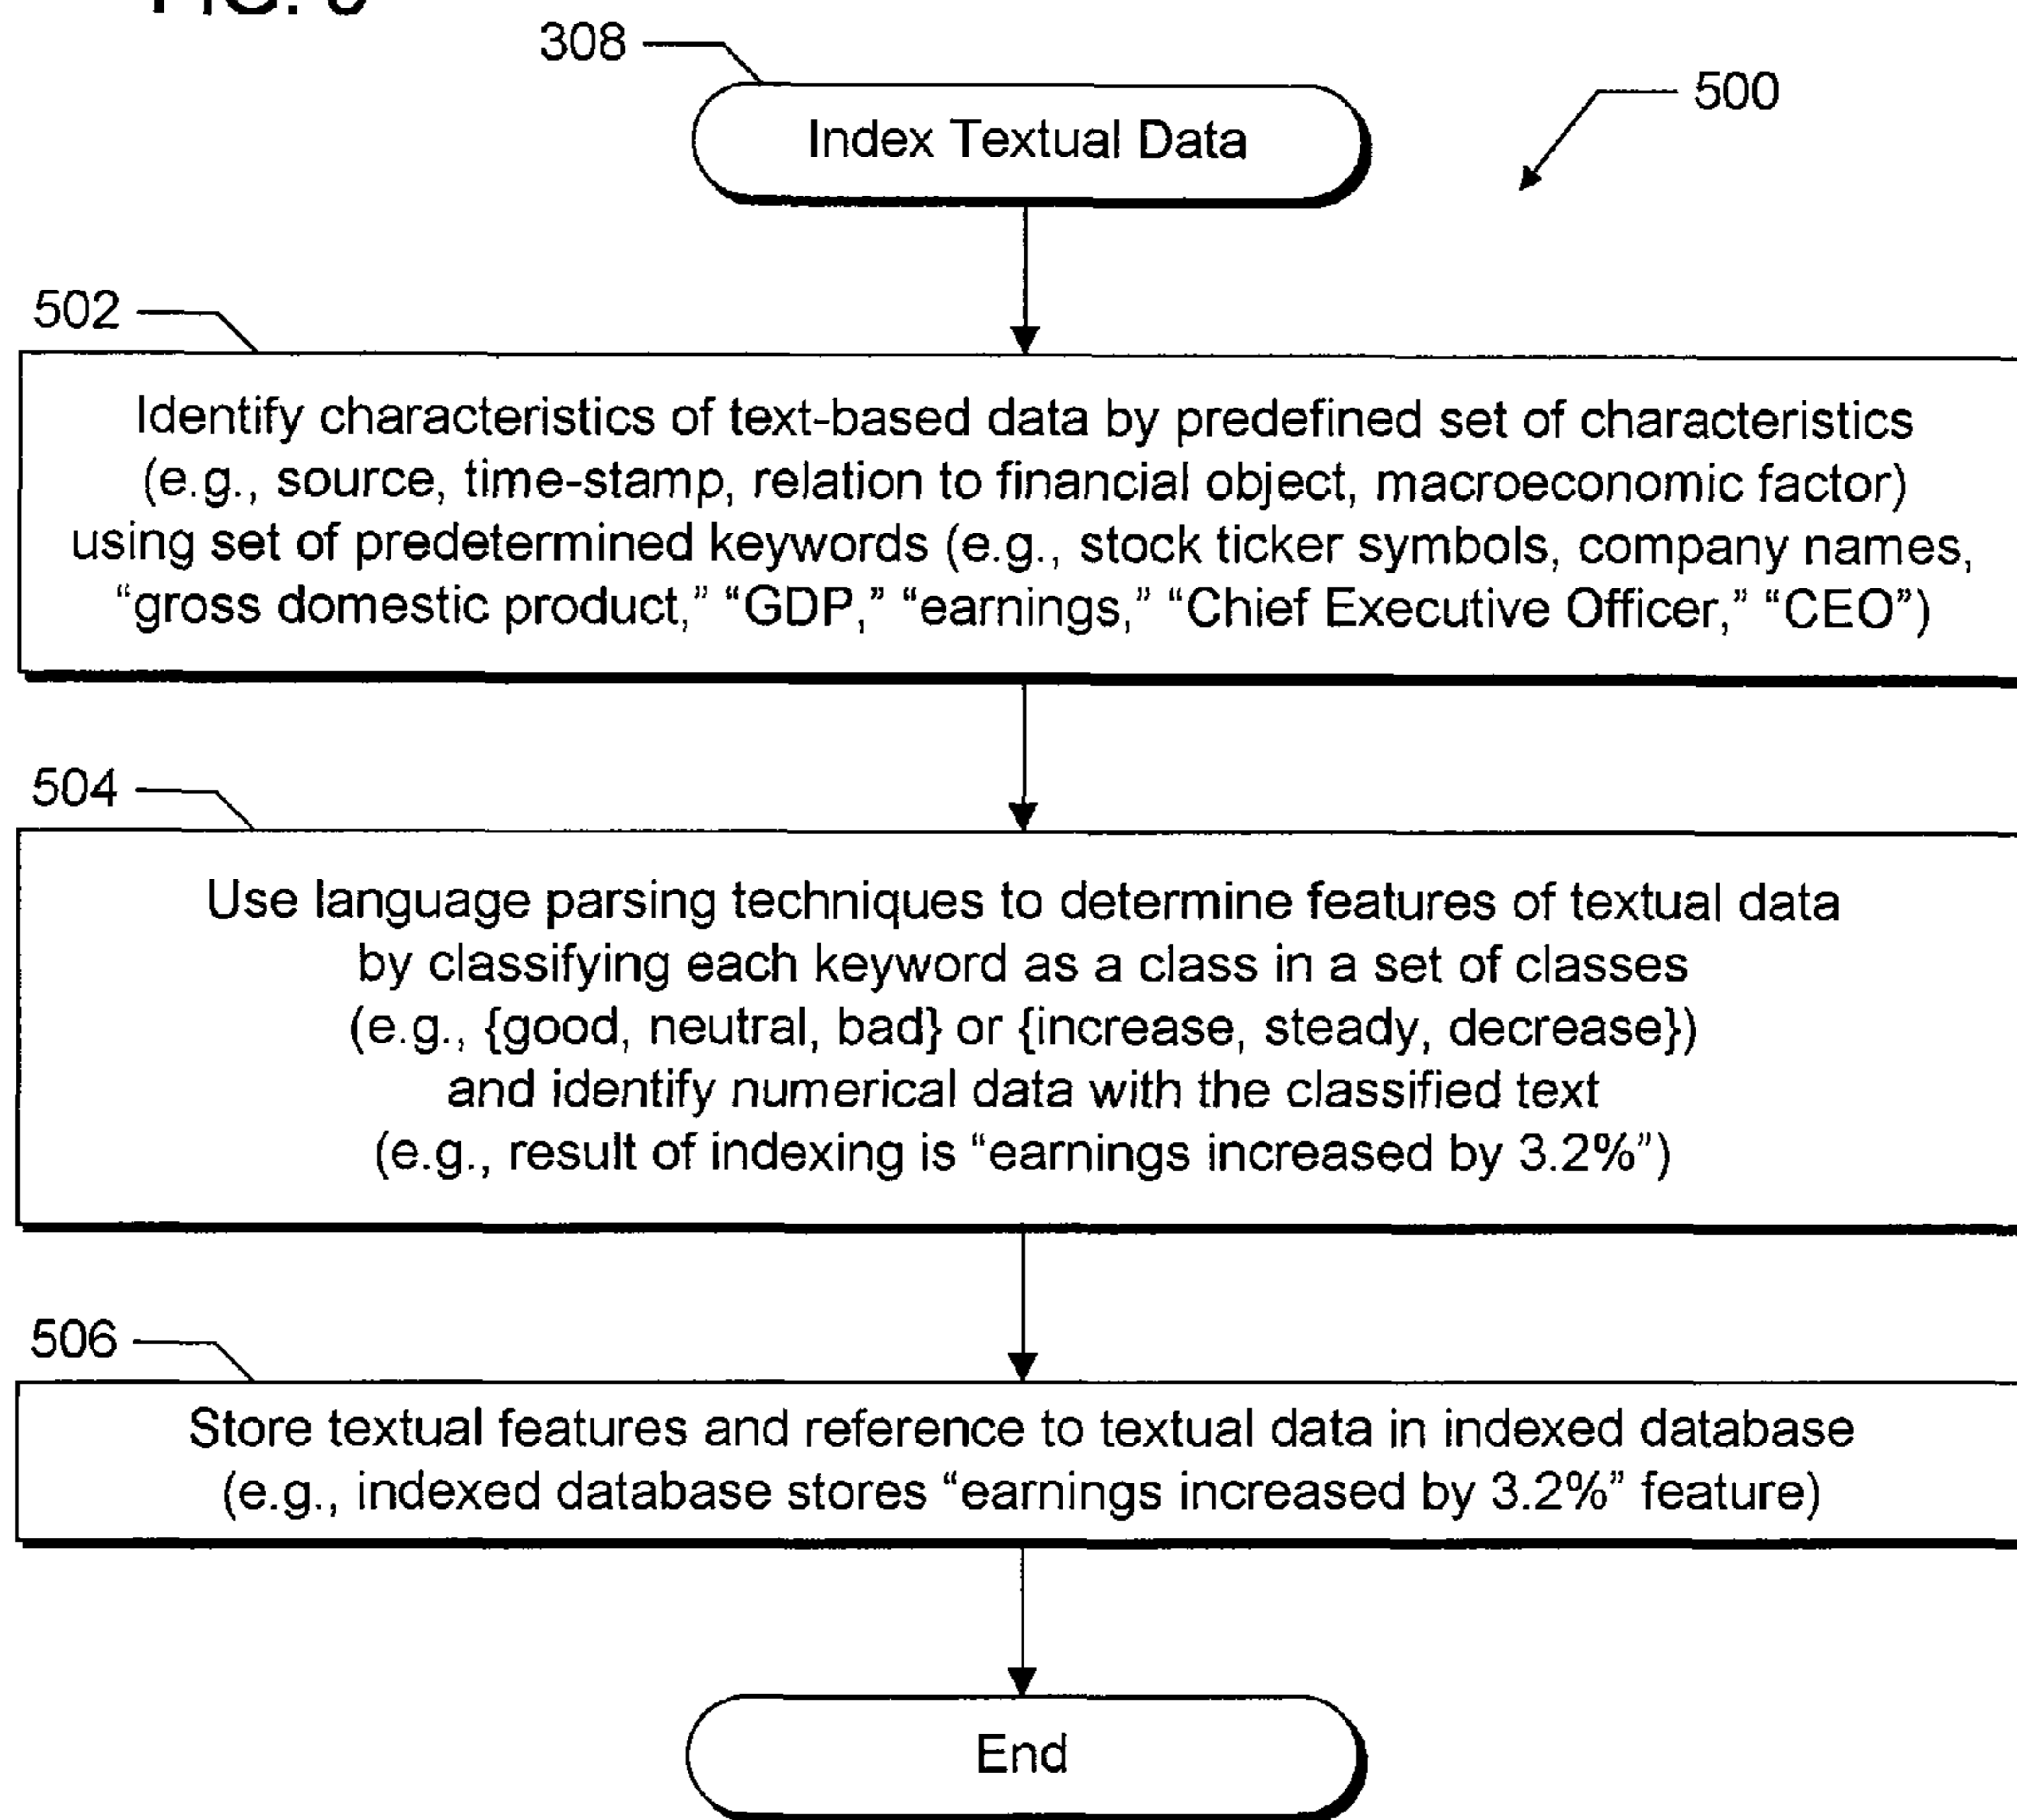 308
500
Index Textual Data
502
Identify characteristics of text-based data by predefined set of characteristics
(e.g., source, time-stamp, relation to financial object, macroeconomic factor)
using set of predetermined keywords (e.g., stock ticker symbols, company names,
“gross domestic product,” “GDP,” “earnings,” “Chief Executive Officer,” “CEO”)
504
Use language parsing techniques to determine features of textual data
by classifying each keyword as a class in a set of classes
(e.g., {good, neutral, bad} or {increase, steady, decrease})
and identify numerical data with the classified text
(e.g., result of indexing is “earnings increased by 3.2%”)
506
Store textual features and reference to textual data in indexed database
(e.g., indexed database stores “earnings increased by 3.2%” feature)
End